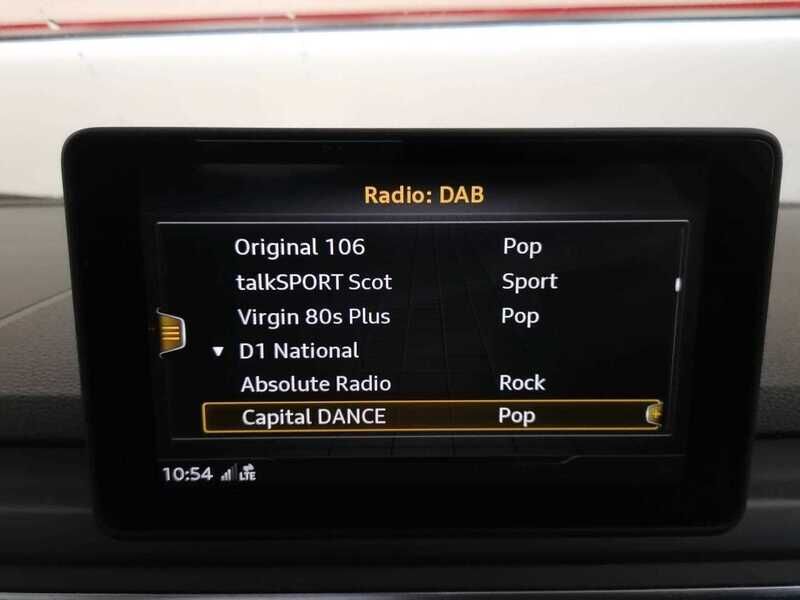 Radio: DAB
Original 106 Pop
talkSPORT Scot Sport
Virgin 80s Plus Pop
D1 National
Absolute Radio Rock
Capital DANCE Pop
10:54 LTE